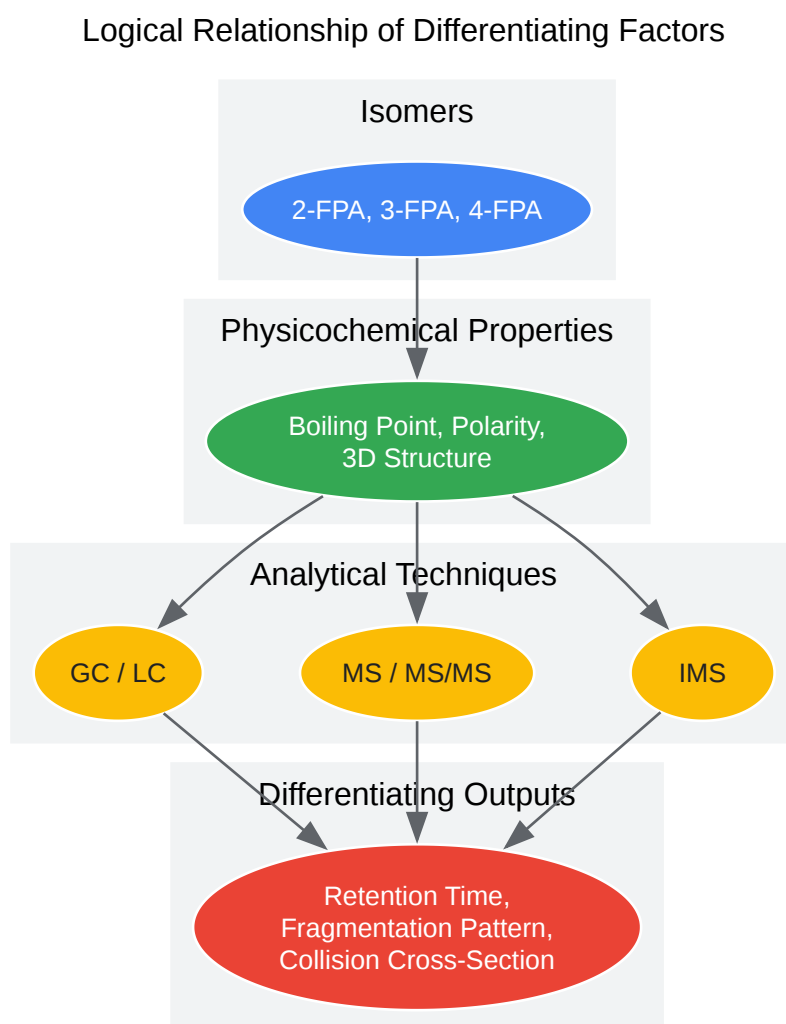 Logical Relationship of Differentiating Factors
Isomers
2-FPA, 3-FPA, 4-FPA
Physicochemical Properties
Boiling Point, Polarity,
3D Structure
Analytical Techniques
GC / LC
MS / MS/MS
IMS
Differentiating Outputs
Retention Time,
Fragmentation Pattern,
Collision Cross-Section